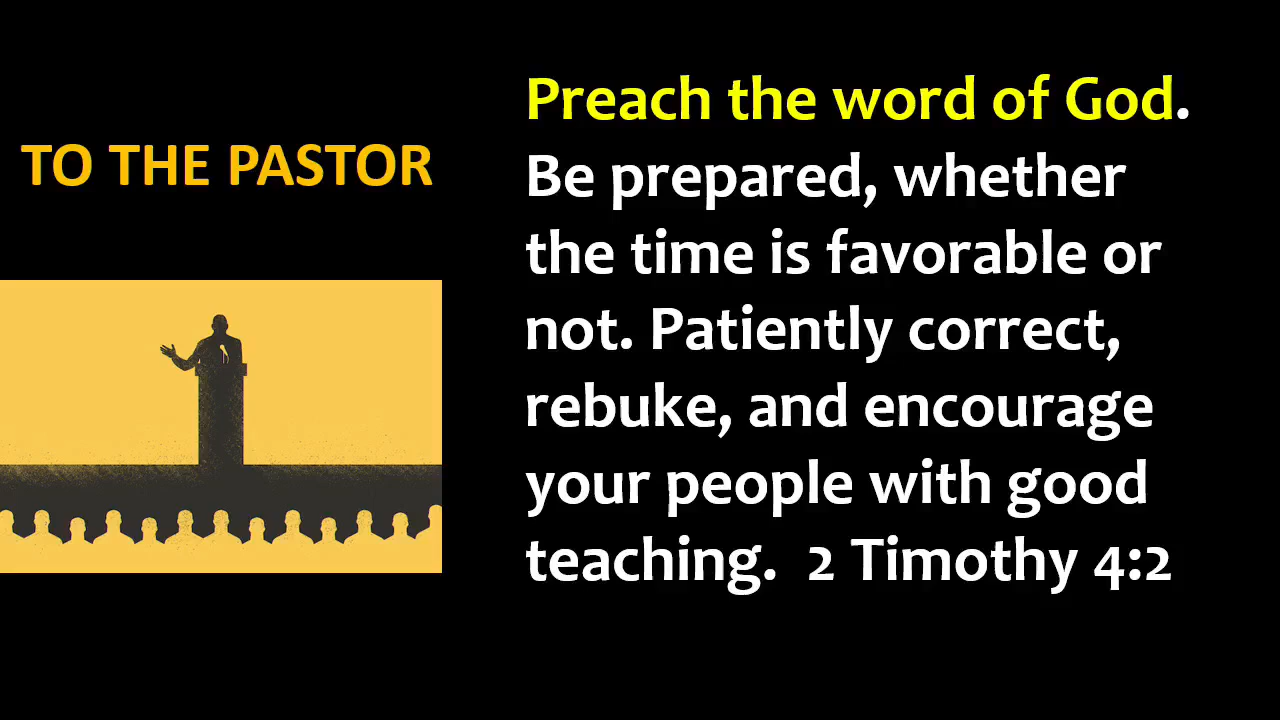 TO THE PASTOR
Preach the word of God.
Be prepared, whether
the time is favorable or
not. Patiently correct,
rebuke, and encourage
your people with good
teaching.  2 Timothy 4:2